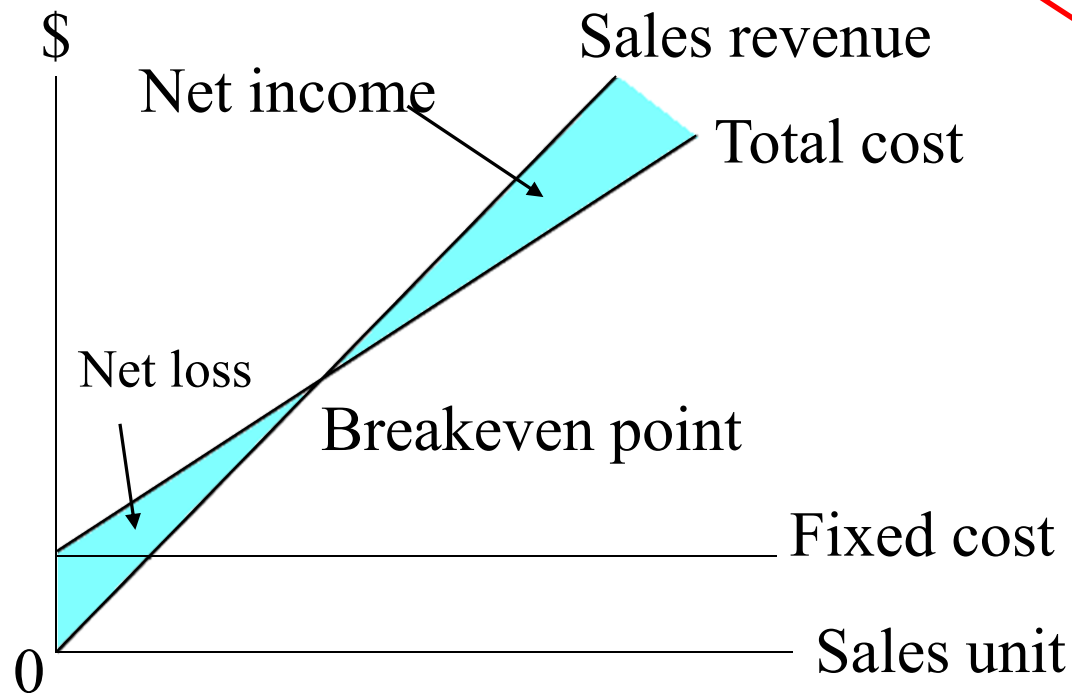 $
Sales revenue
Net income
Total cost
Net loss
Breakeven point
Fixed cost
Sales unit
0